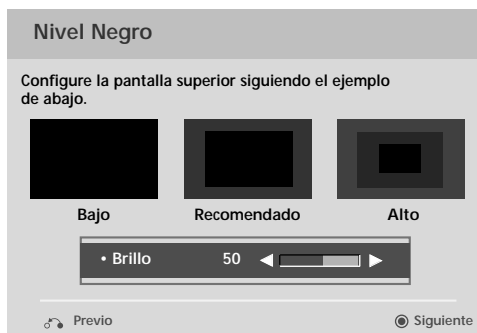 Nivel Negro
Configure la pantalla superior siguiendo el ejemplo
de abajo.
Bajo Recomendado Alto
• Brillo 50
Previo Siguiente